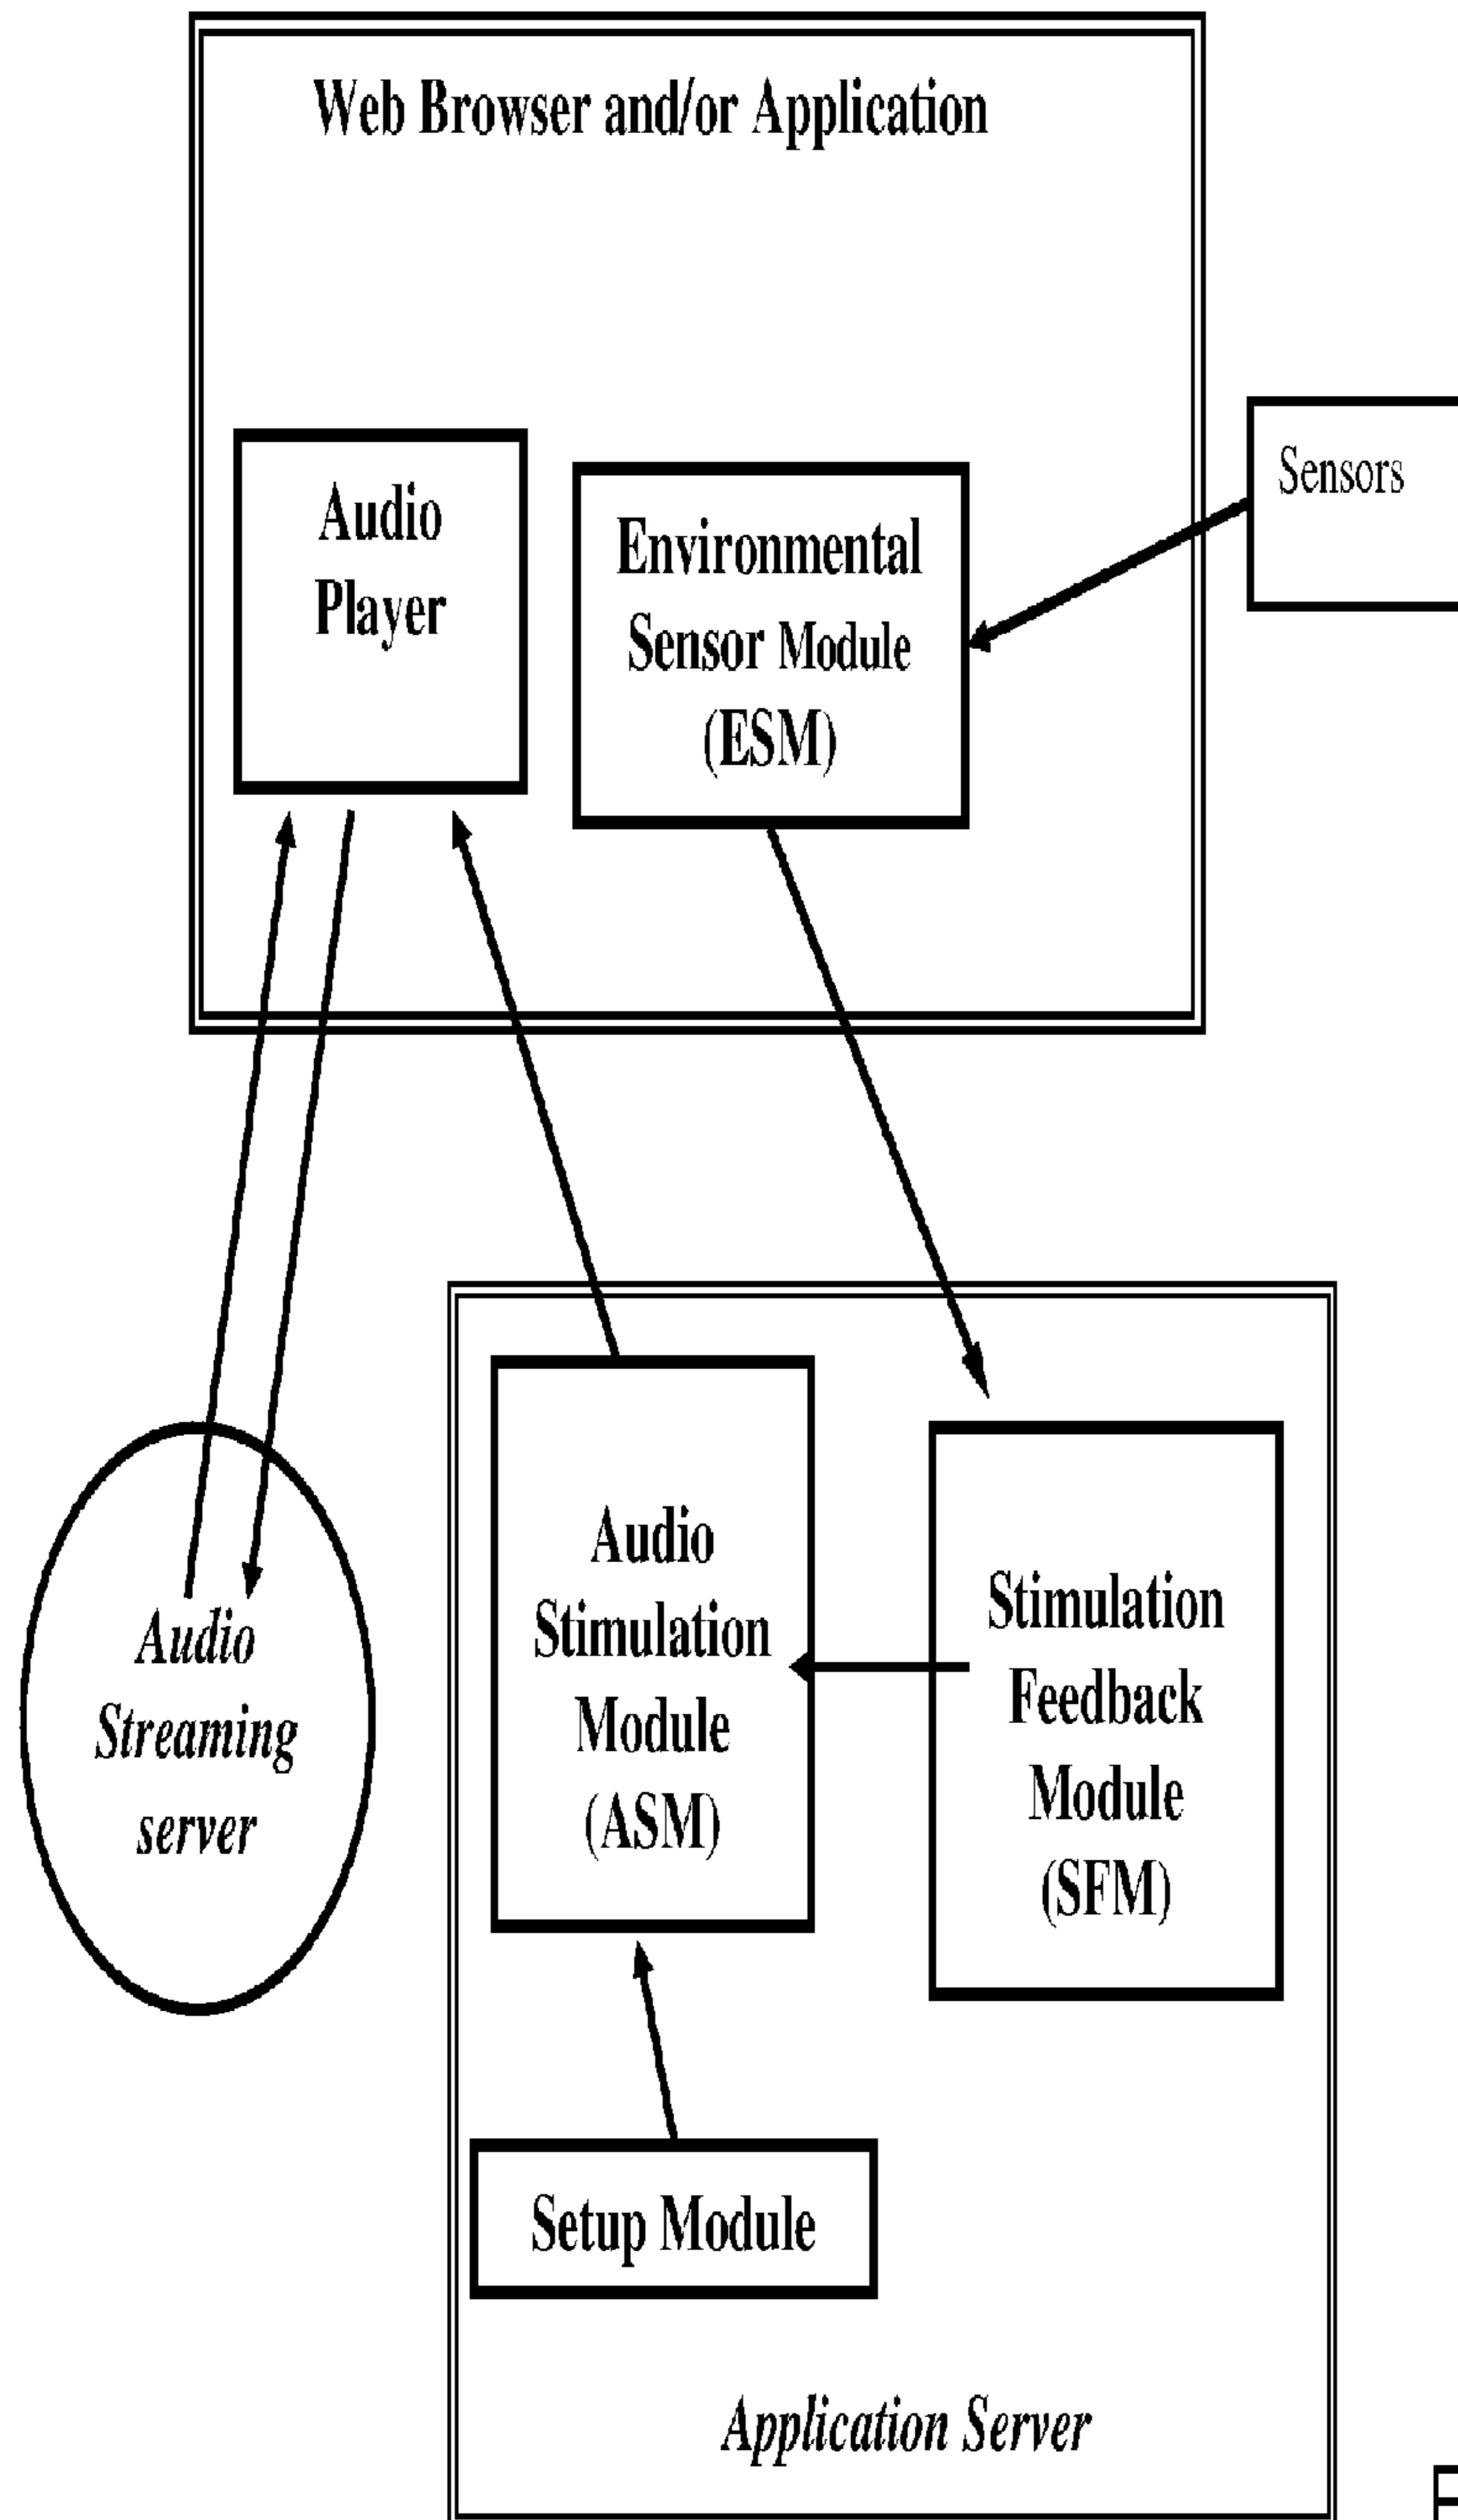 Web Browser and/or Application
Audio
Player
Environmental
Sensor Module
(ESM)
Sensors
Audio
Streaming
server
Audio
Stimulation
Module
(ASM)
Stimulation
Feedback
Module
(SFM)
Setup Module
Application Server